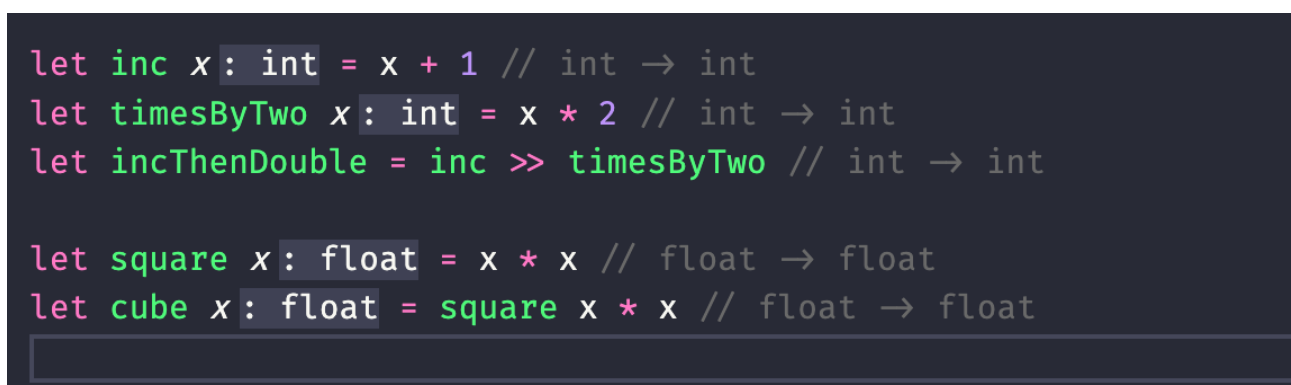 let inc x: int = x + 1 // int -> int
let timesByTwo x: int = x * 2 // int -> int
let incThenDouble = inc >> timesByTwo // int -> int
let square x: float = x * x // float -> float
let cube x: float = square x * x // float -> float